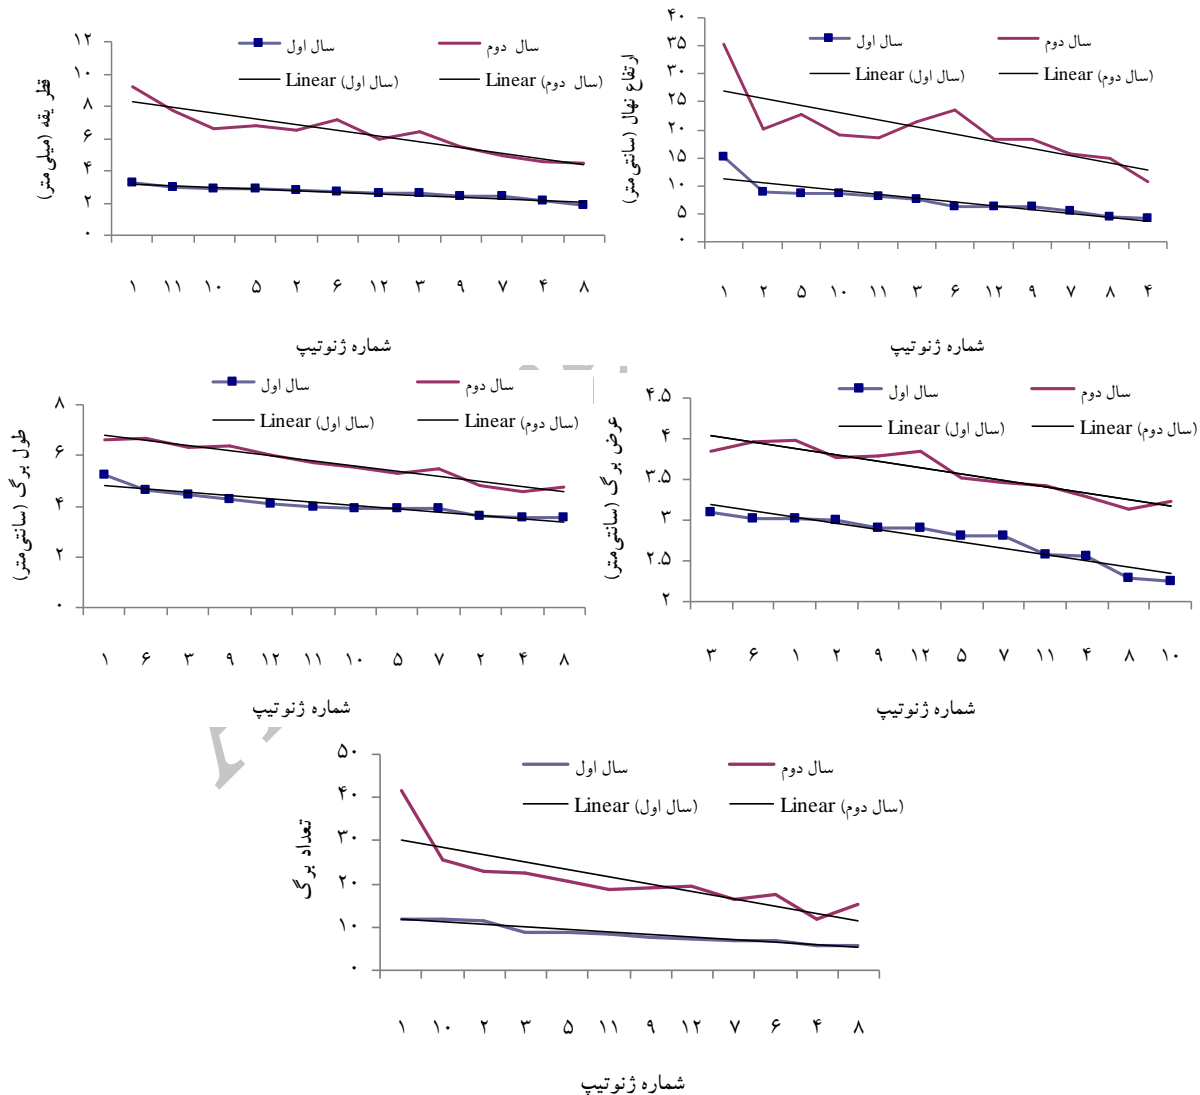 سال اول
سال دوم
Linear (سال اول)
Linear (سال دوم)
قطر یقه (میلی‌متر)
۱۲
۱۰
۸
۶
۴
۲
۰
۱ ۱۱ ۱۰ ۵ ۲ ۶ ۱۲ ۳ ۹ ۷ ۴ ۸
شماره ژنوتیپ
سال اول
سال دوم
Linear (سال اول)
Linear (سال دوم)
ارتفاع نهال (سانتی‌متر)
۴۰
۳۵
۳۰
۲۵
۲۰
۱۵
۱۰
۵
۰
۱ ۲ ۵ ۱۰ ۱۱ ۳ ۶ ۱۲ ۹ ۷ ۸ ۴
شماره ژنوتیپ
سال اول
سال دوم
Linear (سال اول)
Linear (سال دوم)
طول برگ (سانتی‌متر)
۸
۶
۴
۲
۰
۱ ۶ ۳ ۹ ۱۲ ۱۱ ۱۰ ۵ ۷ ۲ ۴ ۸
شماره ژنوتیپ
سال اول
سال دوم
Linear (سال اول)
Linear (سال دوم)
عرض برگ (سانتی‌متر)
۴.۵
۴
۳.۵
۳
۲.۵
۲
۳ ۶ ۱ ۲ ۹ ۱۲ ۵ ۷ ۱۱ ۴ ۸ ۱۰
شماره ژنوتیپ
سال اول
سال دوم
Linear (سال اول)
Linear (سال دوم)
تعداد برگ
۵۰
۴۰
۳۰
۲۰
۱۰
۰
۱ ۱۰ ۲ ۳ ۵ ۱۱ ۹ ۱۲ ۷ ۶ ۴ ۸
شماره ژنوتیپ